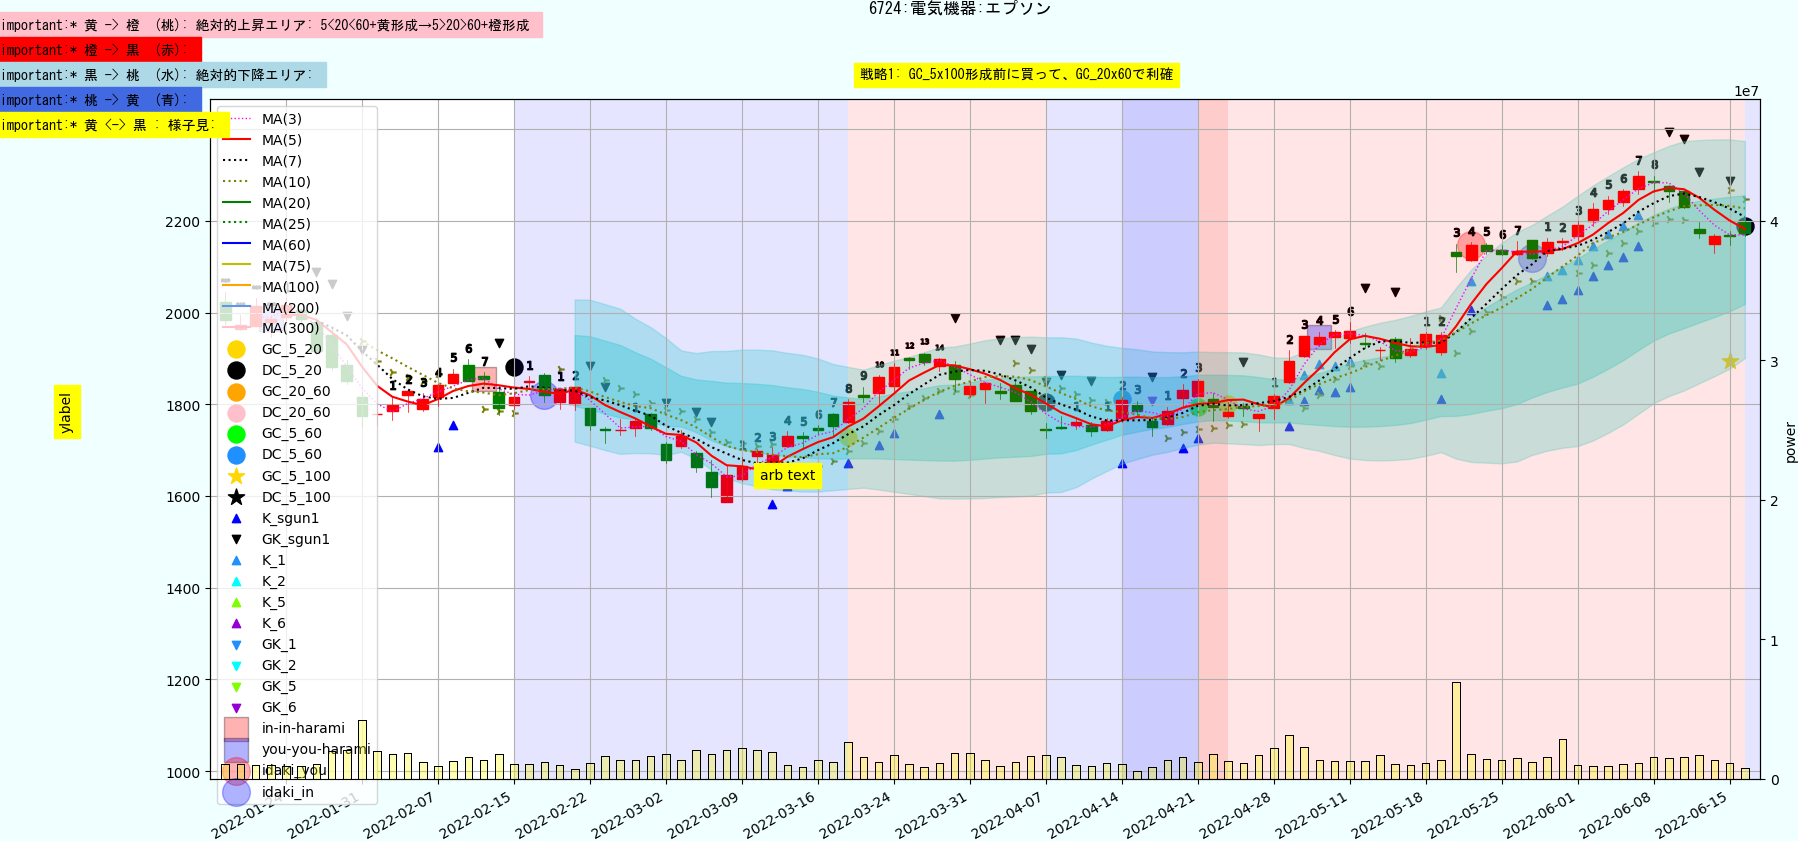 6724:電気機器:エプソン
important:* 黄 -> 橙 (桃): 絶対的上昇エリア: 5<20<60+黄形成→5>20>60+橙形成
important:* 橙 -> 黒 (赤):
important:* 黒 -> 桃 (水): 絶対的下降エリア:
戦略1: GC_5x100形成前に買って、GC_20x60で利確
important:* 桃 -> 黄 (青):
important:* 黄 <-> 黒 : 様子見:
1e7
MA(3)
MA(5)
MA(7)
MA(10)
MA(20)
MA(25)
MA(60)
MA(75)
MA(100)
MA(200)
MA(300)
GC_5_20
DC_5_20
GC_20_60
DC_20_60
GC_5_60
DC_5_60
GC_5_100
DC_5_100
K_sgun1
GK_sgun1
K_1
K_2
K_5
K_6
GK_1
GK_2
GK_5
GK_6
in-in-harami
you-you-harami
idaki_you
idaki_in
2200
2000
1800
1600
1400
1200
1000
ylabel
arb text
4
3
2
1
0
power
2022-01-24
2022-01-31
2022-02-07
2022-02-15
2022-02-22
2022-03-02
2022-03-09
2022-03-16
2022-03-24
2022-03-31
2022-04-07
2022-04-14
2022-04-21
2022-04-28
2022-05-11
2022-05-18
2022-05-25
2022-06-01
2022-06-08
2022-06-15